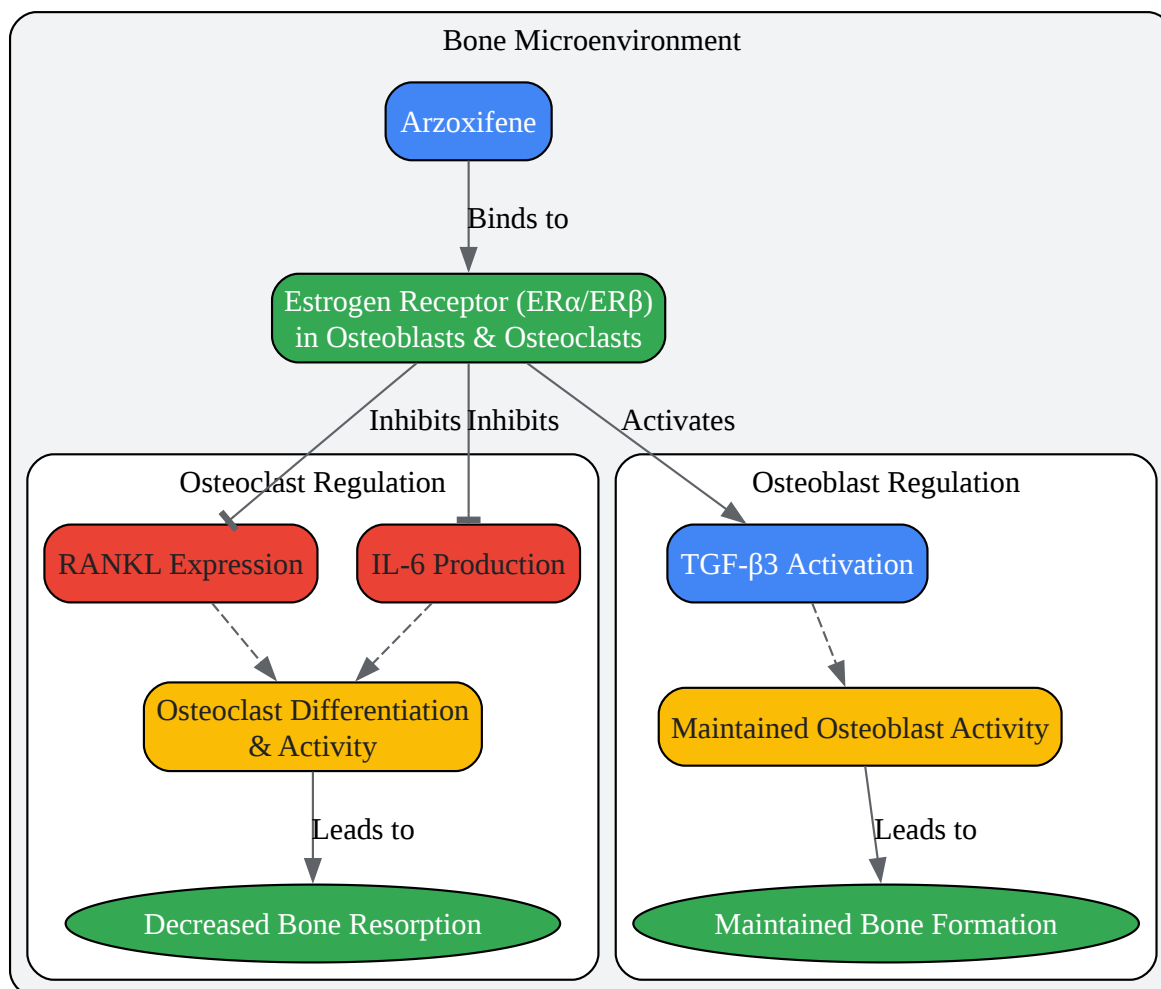 Bone Microenvironment
Arzoxifene
Binds to
Estrogen Receptor (ERα/ERβ)
in Osteoblasts & Osteoclasts
Inhibits
Inhibits
Activates
Osteoclast Regulation
Osteoblast Regulation
RANKL Expression
IL-6 Production
TGF-β3 Activation
Osteoclast Differentiation
& Activity
Maintained Osteoblast Activity
Leads to
Leads to
Decreased Bone Resorption
Maintained Bone Formation